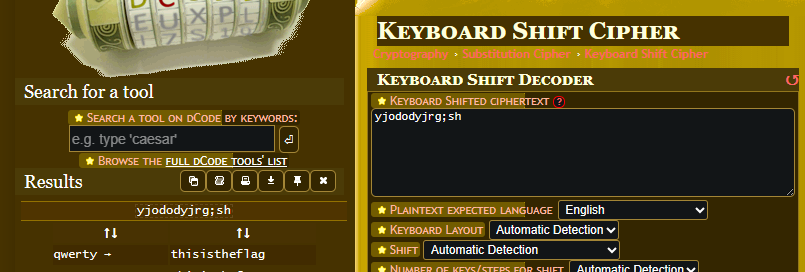 Search for a tool
★ Search a tool on dCode by keywords:
e.g. type 'caesar'
★ Browse the full dCode tools' list
Results
yjododyjrg;sh
↑↓ ↑↓
qwerty → thisistheflag
Keyboard Shift Cipher
Cryptography › Substitution Cipher › Keyboard Shift Cipher
Keyboard Shift Decoder
★ Keyboard Shifted ciphertext ?
yjododyjrg;sh
★ Plaintext expected language English
★ Keyboard Layout Automatic Detection
★ Shift Automatic Detection
★ Number of keys/steps for shift Automatic Detection